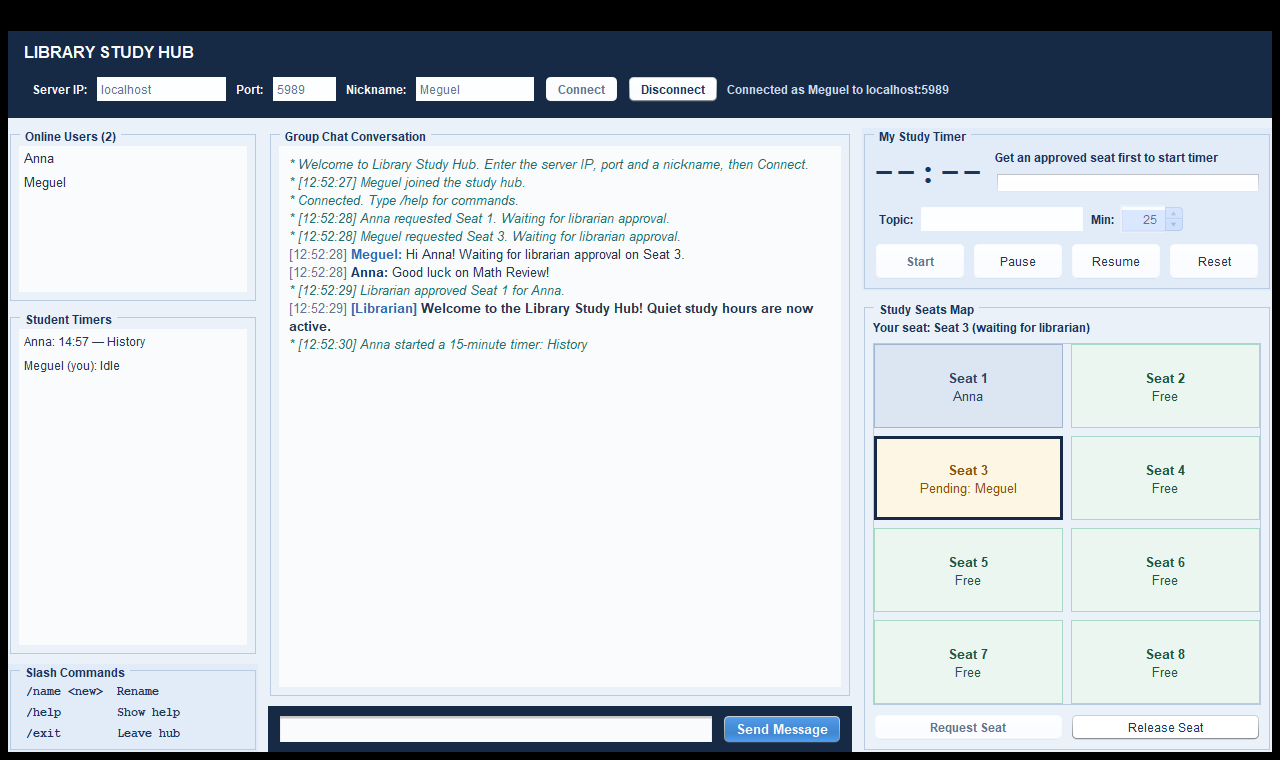 LIBRARY STUDY HUB
Server IP: localhost Port: 5989 Nickname: Meguel Connect Disconnect Connected as Meguel to localhost:5989
Online Users (2)
Anna
Meguel
Student Timers
Anna: 14:57 — History
Meguel (you): Idle
Slash Commands
/name <new> Rename
/help Show help
/exit Leave hub
Group Chat Conversation
* Welcome to Library Study Hub. Enter the server IP, port and a nickname, then Connect.
* [12:52:27] Meguel joined the study hub.
* Connected. Type /help for commands.
* [12:52:28] Anna requested Seat 1. Waiting for librarian approval.
* [12:52:28] Meguel requested Seat 3. Waiting for librarian approval.
[12:52:28] Meguel: Hi Anna! Waiting for librarian approval on Seat 3.
[12:52:28] Anna: Good luck on Math Review!
* [12:52:29] Librarian approved Seat 1 for Anna.
[12:52:29] [Librarian] Welcome to the Library Study Hub! Quiet study hours are now
active.
* [12:52:30] Anna started a 15-minute timer: History
Send Message
My Study Timer
--:-- Get an approved seat first to start timer
Topic: Min: 25
Start Pause Resume Reset
Study Seats Map
Your seat: Seat 3 (waiting for librarian)
Seat 1
Anna
Seat 2
Free
Seat 3
Pending: Meguel
Seat 4
Free
Seat 5
Free
Seat 6
Free
Seat 7
Free
Seat 8
Free
Request Seat Release Seat